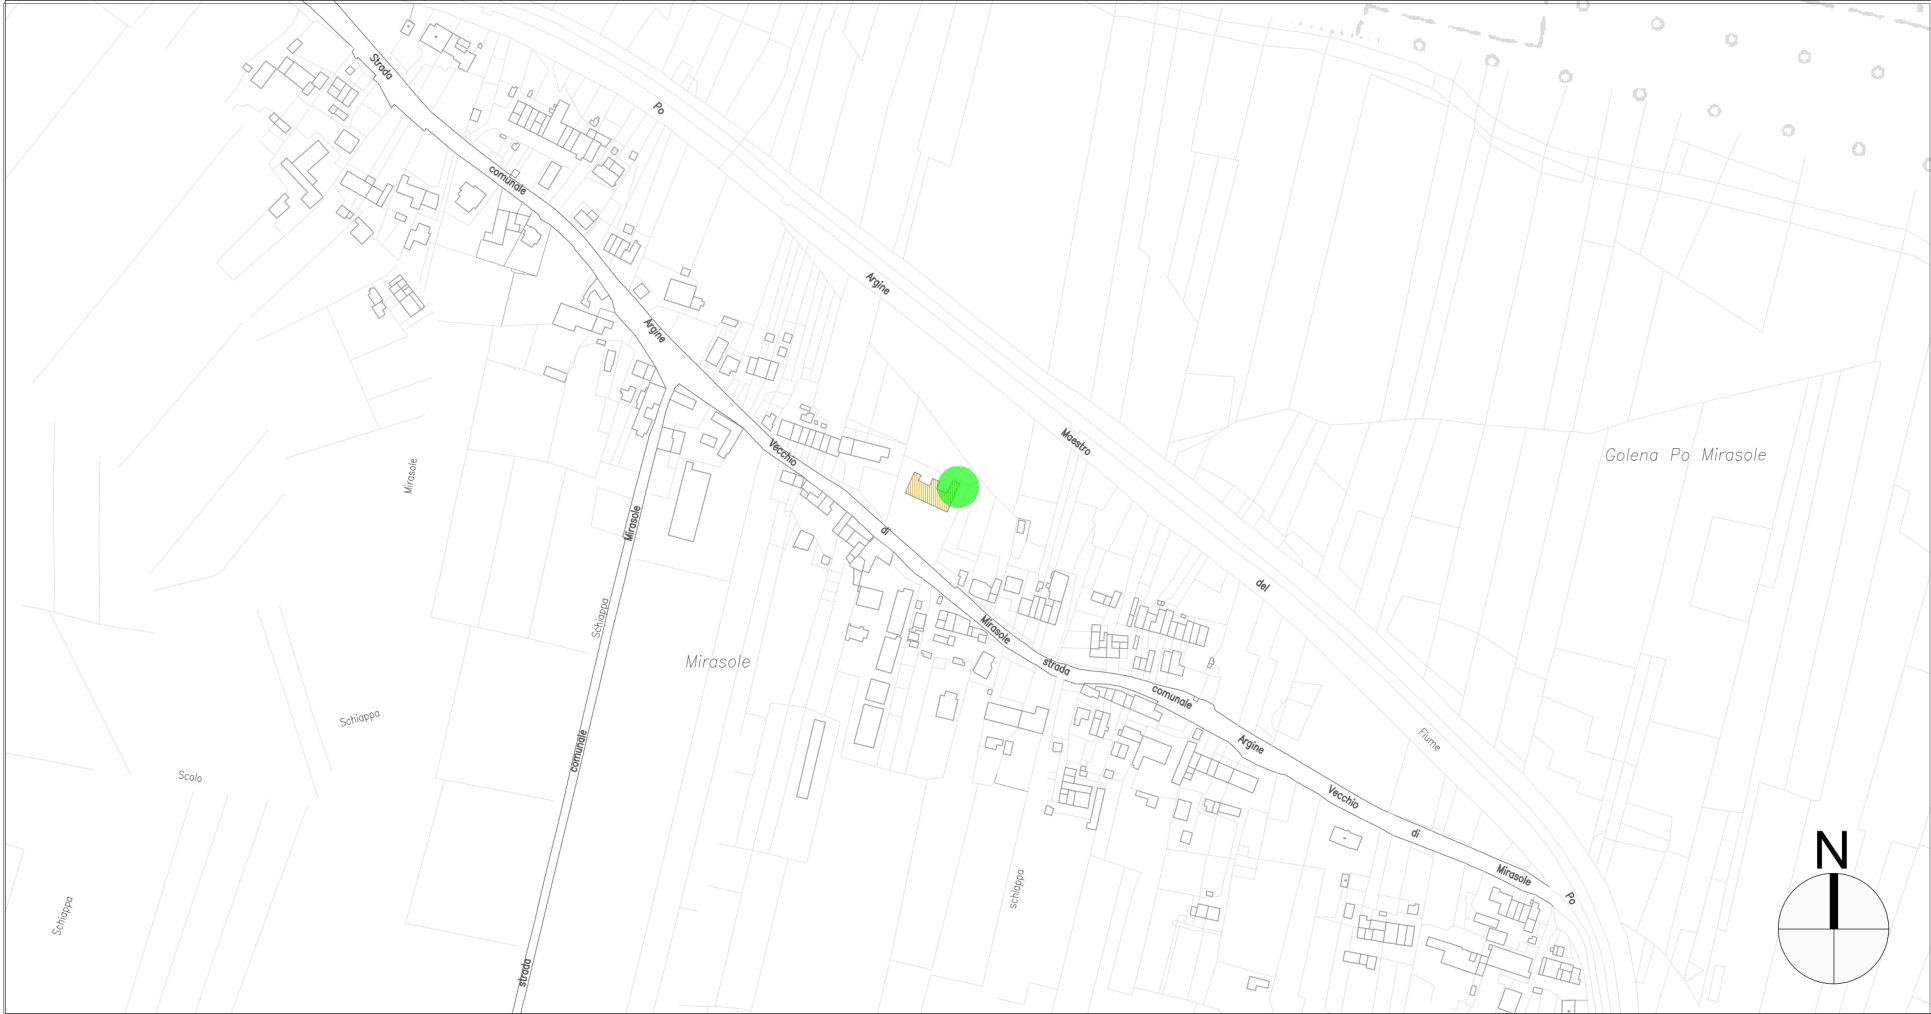 Strada
Po
comunale
Argine
Argine
Vecchio
Maestro
Golena Po Mirasole
Mirasole
Mirasole
di
del
Schiappa
Mirasole
Mirasole
strada
comunale
Schiappa
Argine
Fiume
comunale
Scolo
Vecchio
di
N
Mirasole
Po
schiappa
Schiappa
strada